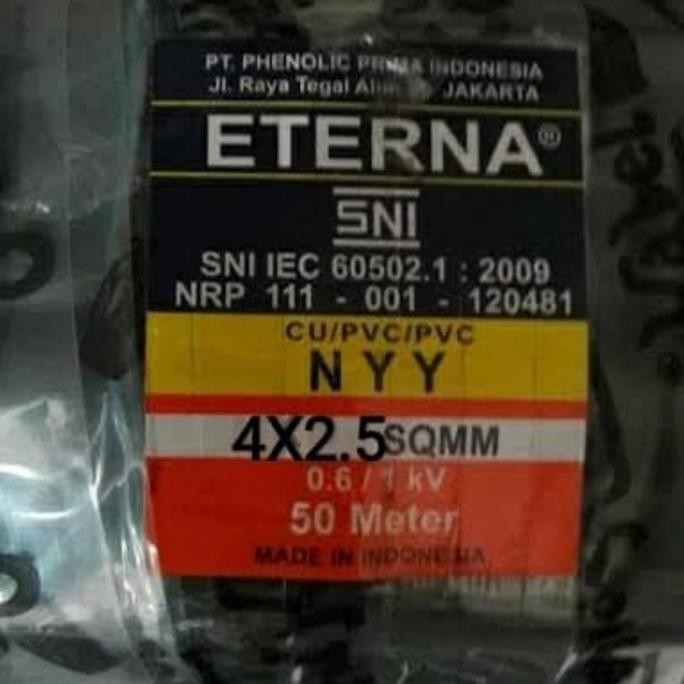 PT. PHENOLIC PRIMA INDONESIA
Jl. Raya Tegal JAKARTA
ETERNA®
SNI
SNI IEC 60502.1 : 2009
NRP 111 - 001 - 120481
CU/PVC/PVC
NYY
4X2.5SQMM
0.6 / 1 kV
50 Meter
MADE IN INDONESIA